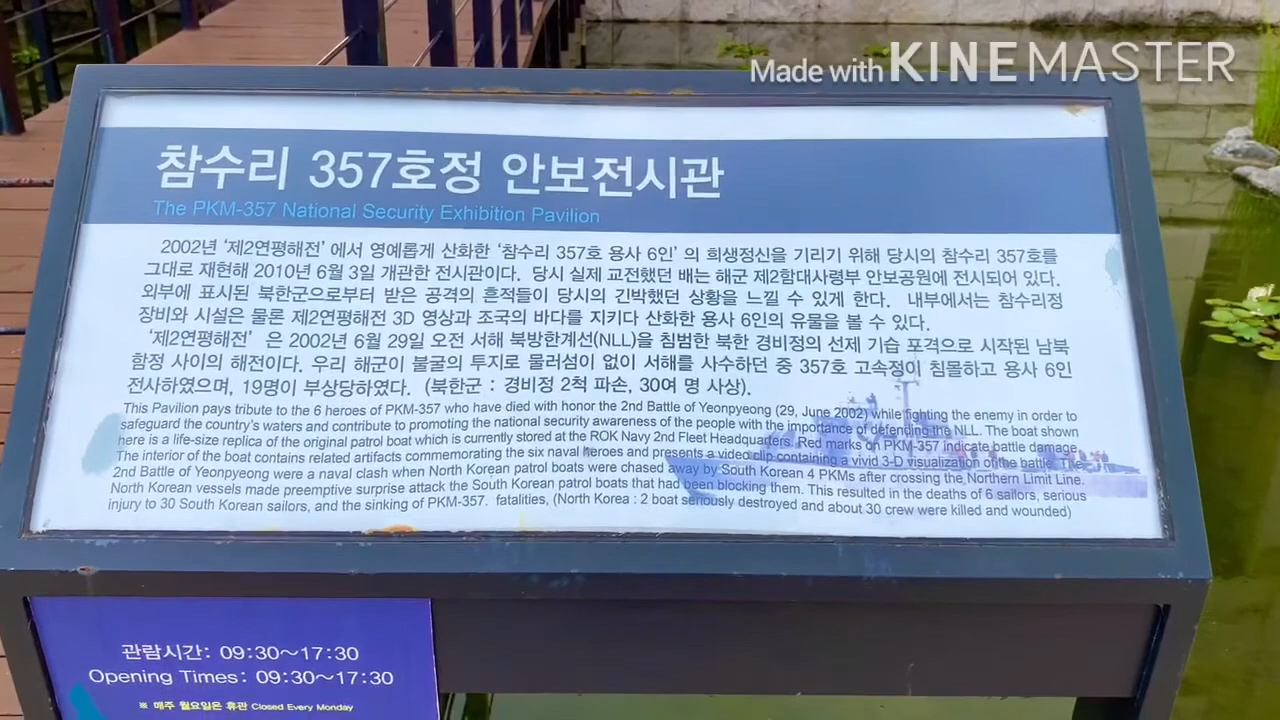 Made with KINEMASTER
참수리 357호정 안보전시관
The PKM-357 National Security Exhibition Pavilion
2002년 '제2연평해전' 에서 영예롭게 산화한 '참수리 357호 용사 6인' 의 희생정신을 기리기 위해 당시의 참수리 357호를
그대로 재현해 2010년 6월 3일 개관한 전시관이다. 당시 실제 교전했던 배는 해군 제2함대사령부 안보공원에 전시되어 있다.
외부에 표시된 북한군으로부터 받은 공격의 흔적들이 당시의 긴박했던 상황을 느낄 수 있게 한다. 내부에서는 참수리정
장비와 시설은 물론 제2연평해전 3D 영상과 조국의 바다를 지키다 산화한 용사 6인의 유물을 볼 수 있다.
'제2연평해전' 은 2002년 6월 29일 오전 서해 북방한계선(NLL)을 침범한 북한 경비정의 선제 기습 포격으로 시작된 남북
함정 사이의 해전이다. 우리 해군이 불굴의 투지로 물러섬이 없이 서해를 사수하던 중 357호 고속정이 침몰하고 용사 6인
전사하였으며, 19명이 부상당하였다. (북한군 : 경비정 2척 파손, 30여 명 사상).
This Pavilion pays tribute to the 6 heroes of PKM-357 who have died with honor the 2nd Battle of Yeonpyeong (29, June 2002) while fighting the enemy in order to
safeguard the country's waters and contribute to promoting the national security awareness of the people with the importance of defending the NLL. The boat shown
here is a life-size replica of the original patrol boat which is currently stored at the ROK Navy 2nd Fleet Headquarters. Red marks on PKM-357 indicate battle damage.
The interior of the boat contains related artifacts commemorating the six naval heroes and presents a video clip containing a vivid 3-D visualization of the battle. The
2nd Battle of Yeonpyeong were a naval clash when North Korean patrol boats were chased away by South Korean 4 PKMs after crossing the Northern Limit Line.
North Korean vessels made preemptive surprise attack the South Korean patrol boats that had been blocking them. This resulted in the deaths of 6 sailors, serious
injury to 30 South Korean sailors, and the sinking of PKM-357. fatalities, (North Korea : 2 boat seriously destroyed and about 30 crew were killed and wounded)
관람시간: 09:30~17:30
Opening Times: 09:30~17:30
※ 매주 월요일은 휴관 Closed Every Monday